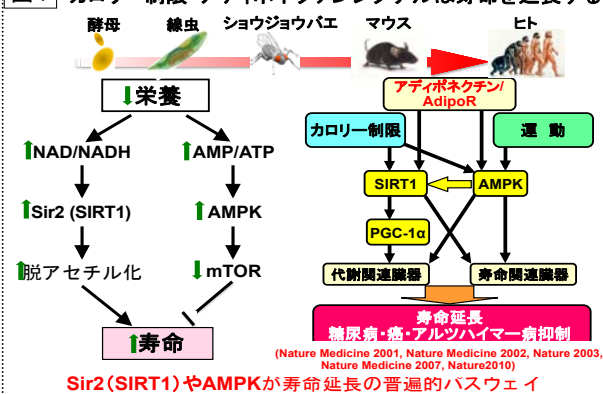 カロリー制限・アディポネクチンシグナルは寿命を延長する
酵母
線虫
ショウジョウバエ
マウス
ヒト
↓栄養
↑NAD/NADH
↑AMP/ATP
↑Sir2 (SIRT1)
↑AMPK
↑脱アセチル化
↓mTOR
↑寿命
アディポネクチン/
AdipoR
カロリー制限
運 動
SIRT1
AMPK
PGC-1α
代謝関連臓器
寿命関連臓器
寿命延長
糖尿病・癌・アルツハイマー病抑制
(Nature Medicine 2001, Nature Medicine 2002, Nature 2003,
Nature Medicine 2007, Nature2010)
Sir2(SIRT1)やAMPKが寿命延長の普遍的パスウェイ